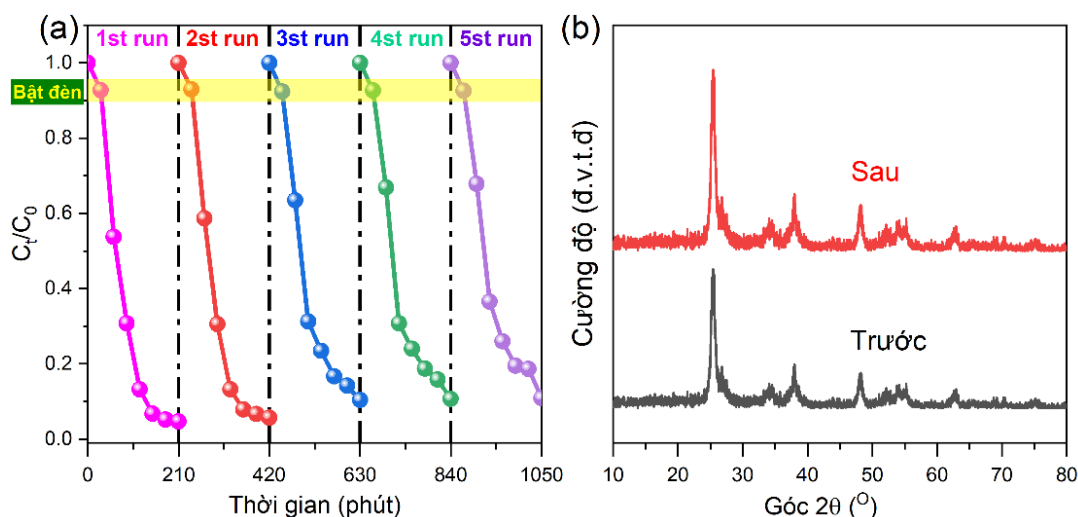 (a)
1st run 2st run 3st run 4st run 5st run
1.0
Bật đèn
0.8
0.6
0.4
0.2
0.0
Ct/C0
0 210 420 630 840 1050
Thời gian (phút)
(b)
Sau
Trước
Cường độ (đ.v.t.đ)
10 20 30 40 50 60 70 80
Góc 2θ (O)